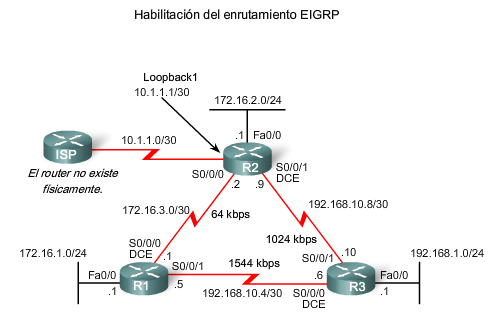 Habilitación del enrutamiento EIGRP
Loopback1
10.1.1.1/30
172.16.2.0/24
10.1.1.0/30
.1
Fa0/0
ISP
R2
El router no existe
físicamente.
S0/0/0
.2
.9
S0/0/1
DCE
172.16.3.0/30
64 kbps
192.168.10.8/30
1024 kbps
172.16.1.0/24
S0/0/0
DCE
.1
S0/0/1
1544 kbps
S0/0/1
.10
192.168.1.0/24
Fa0/0
.1
R1
.5
192.168.10.4/30
.6
S0/0/0
DCE
R3
Fa0/0
.1